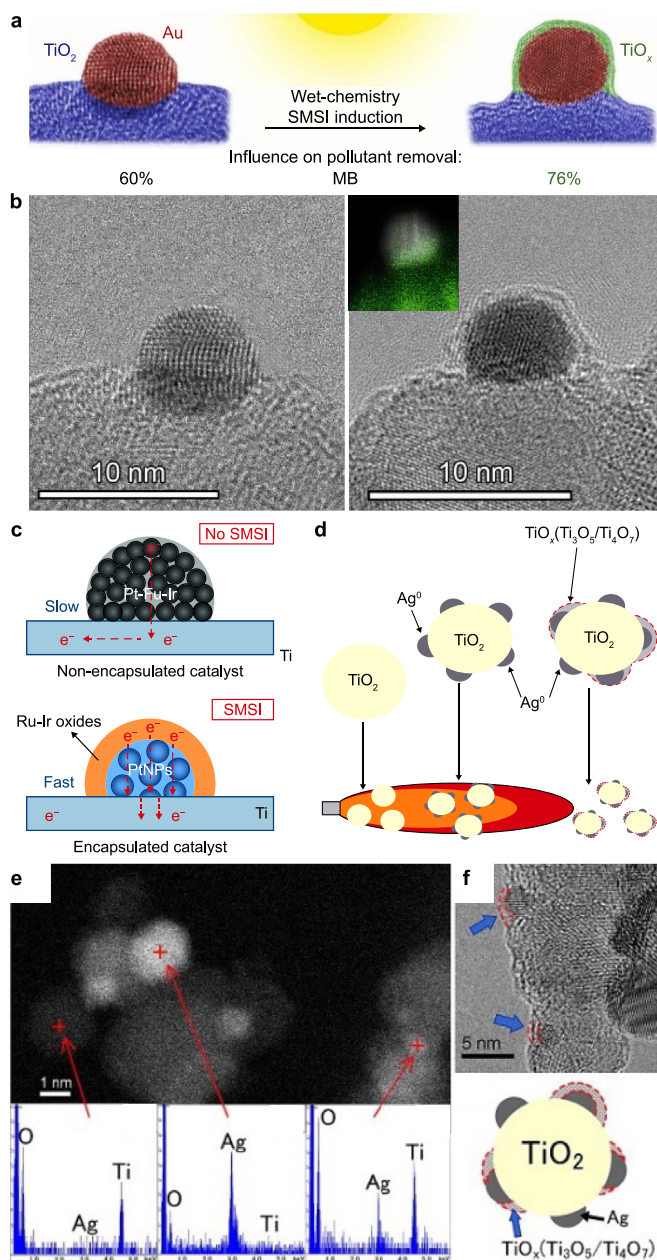 a
TiO2
Au
TiOx
Wet-chemistry
SMSI induction
Influence on pollutant removal:
60%
MB
76%
b
10 nm
10 nm
c
No SMSI
e−
Pt-Fu-Ir
Slow
e−
e−
Ti
Non-encapsulated catalyst
Ru-Ir oxides
SMSI
e−
e−
e−
PtNPs
Fast
e−
e−
Ti
Encapsulated catalyst
d
TiOx(Ti3O5/Ti4O7)
Ag0
TiO2
TiO2
TiO2
Ag0
e
1 nm
O
Ag
Ti
O
Ag
Ti
O
Ag
Ti
f
5 nm
TiO2
Ag
TiOX(Ti3O5/Ti4O7)